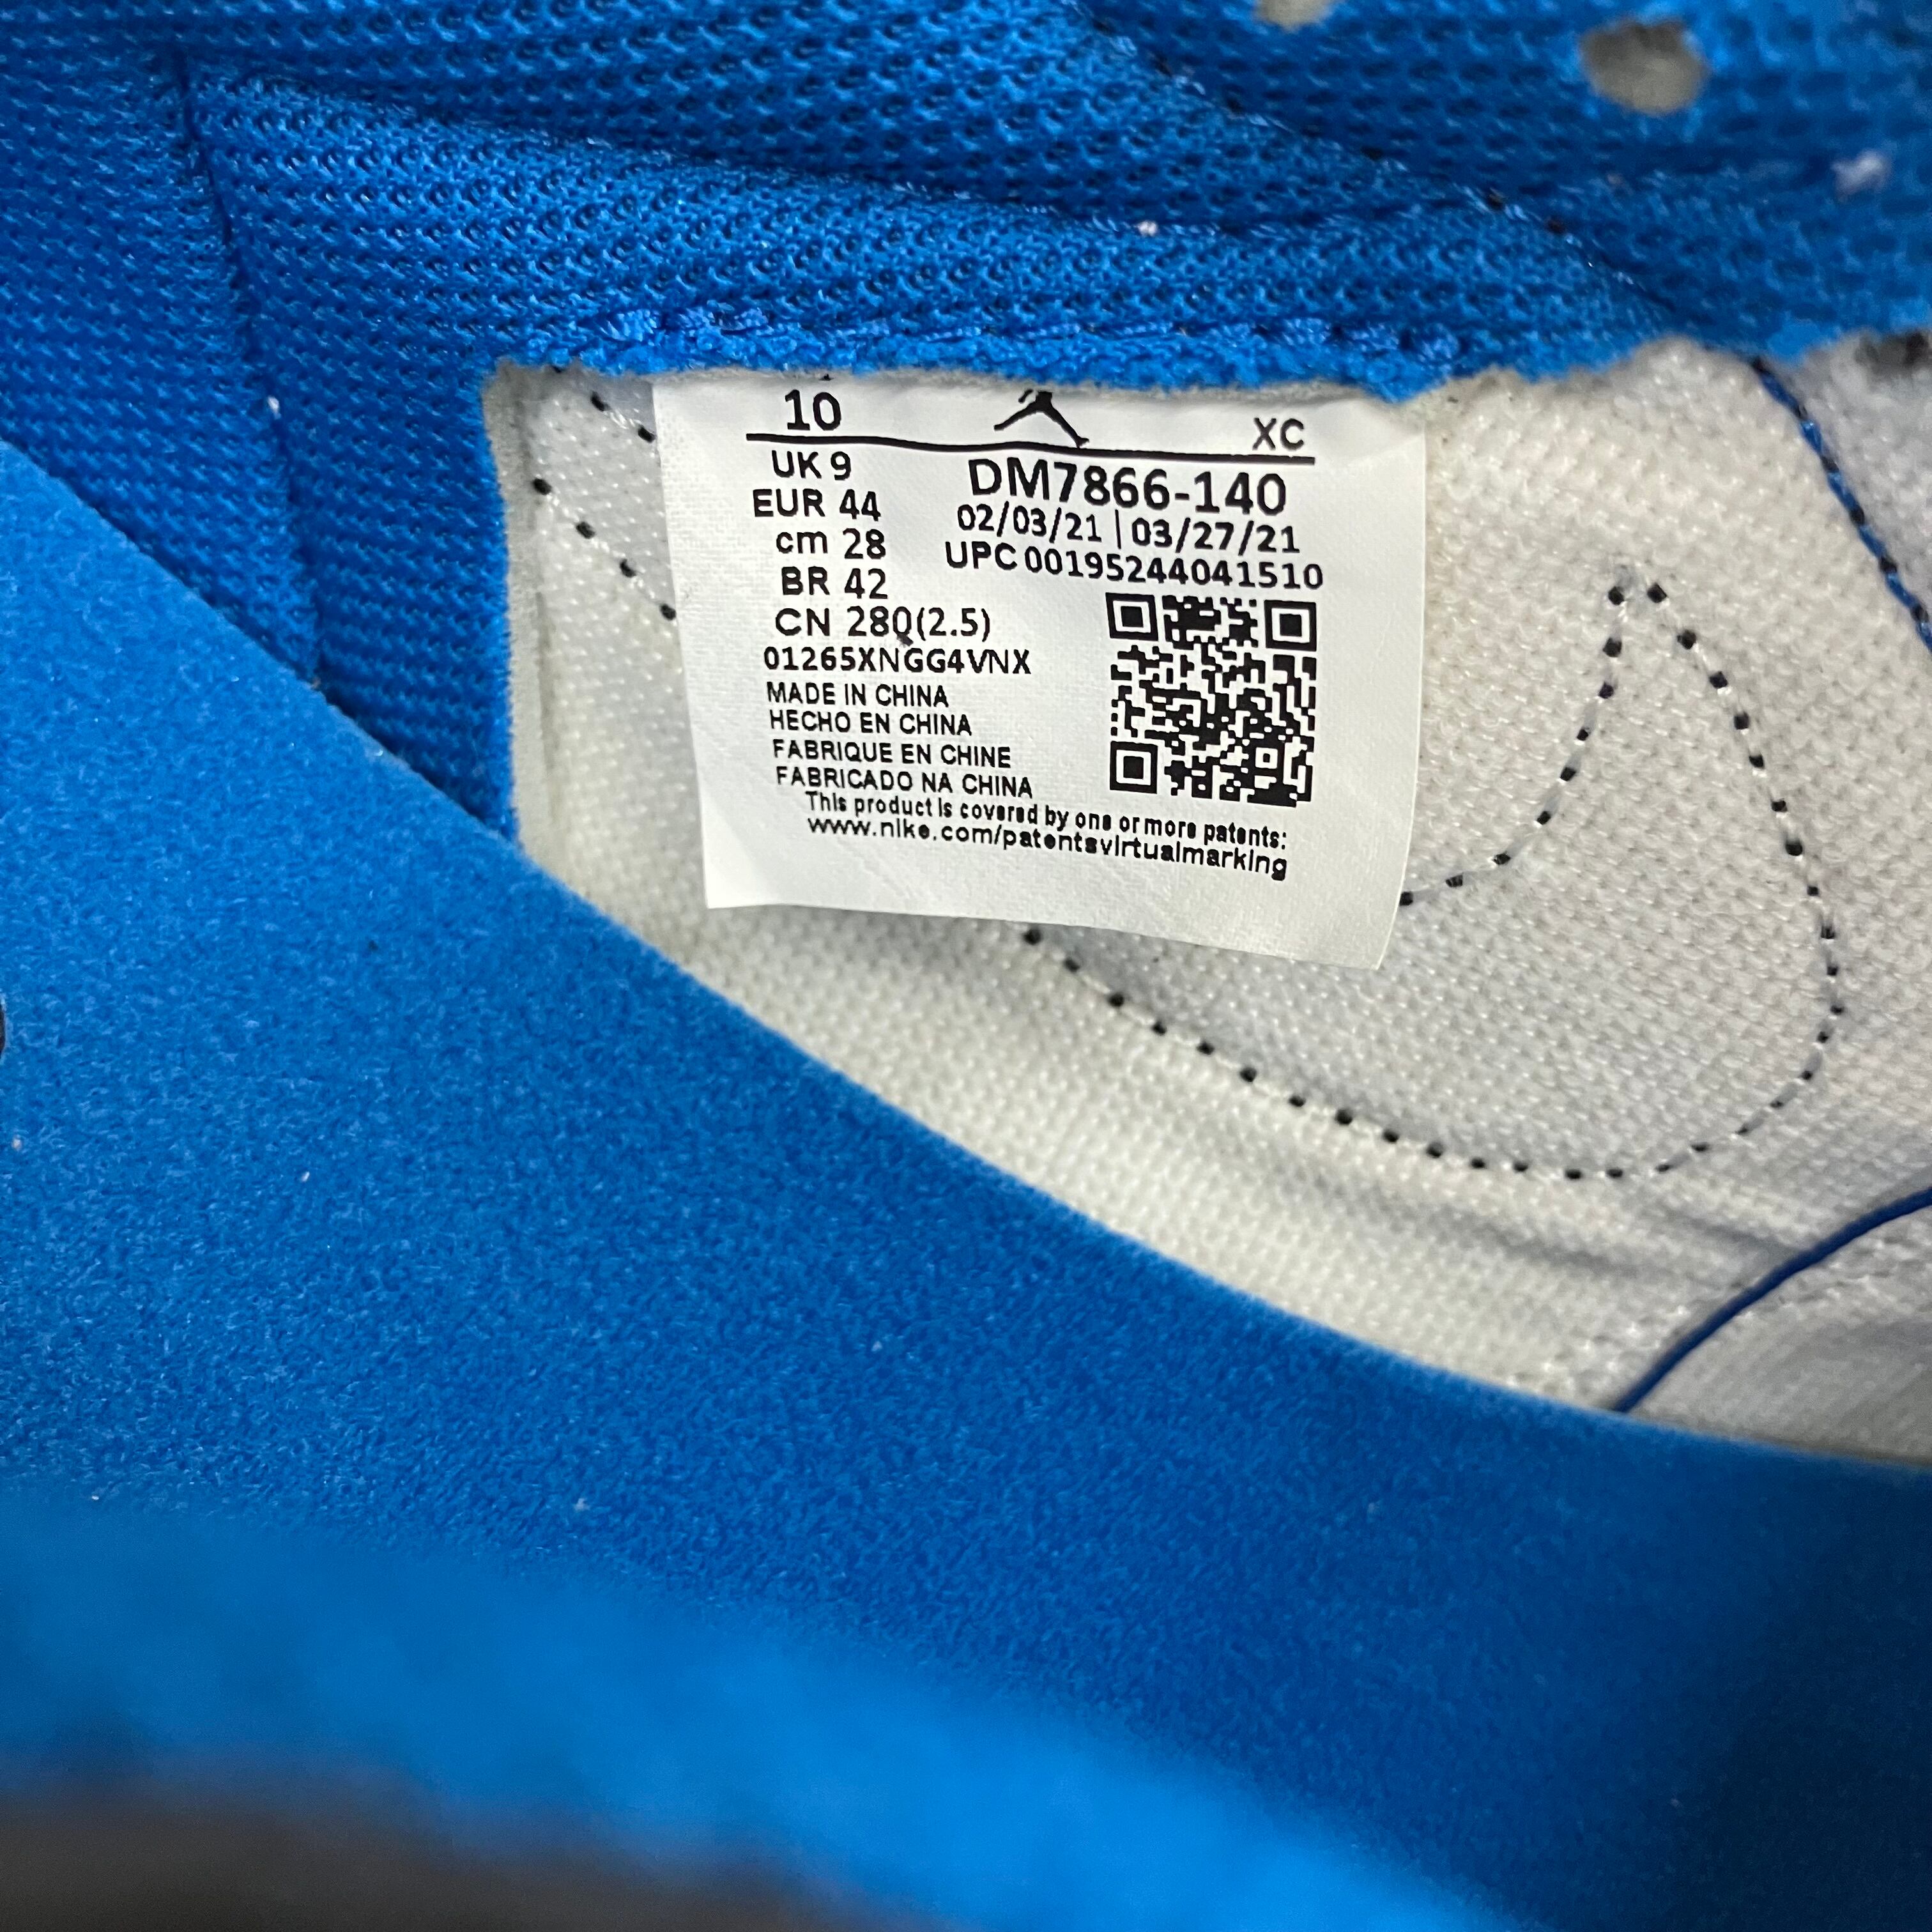 10 XC
UK 9
EUR 44
cm 28
BR 42
CN 280(2.5)
DM7866-140
02/03/21 | 03/27/21
UPC 00195244041510
01265XNGG4VNX
MADE IN CHINA
HECHO EN CHINA
FABRIQUE EN CHINE
FABRICADO NA CHINA
This product is covered by one or more patents:
www.nike.com/patentsvirtualmarking